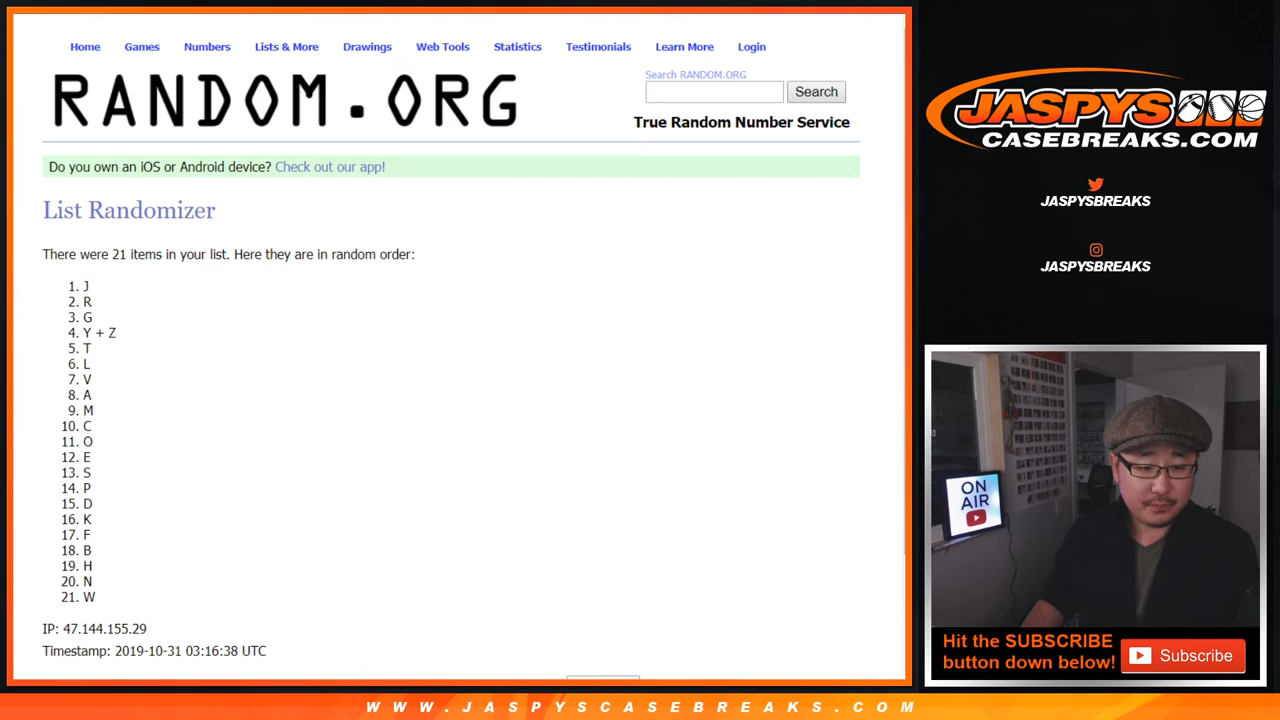 Home Games Numbers Lists & More Drawings Web Tools Statistics Testimonials Learn More Login
RANDOM.ORG
Search RANDOM.ORG
Search
True Random Number Service
Do you own an iOS or Android device? Check out our app!
List Randomizer
There were 21 items in your list. Here they are in random order:
1. J
2. R
3. G
4. Y + Z
5. T
6. L
7. V
8. A
9. M
10. C
11. O
12. E
13. S
14. P
15. D
16. K
17. F
18. B
19. H
20. N
21. W
IP: 47.144.155.29
Timestamp: 2019-10-31 03:16:38 UTC
JASPYS
CASEBREAKS.COM
JASPYSBREAKS
JASPYSBREAKS
ON
AIR
Hit the SUBSCRIBE
button down below!
Subscribe
WWW.JASPYSCASEBREAKS.COM